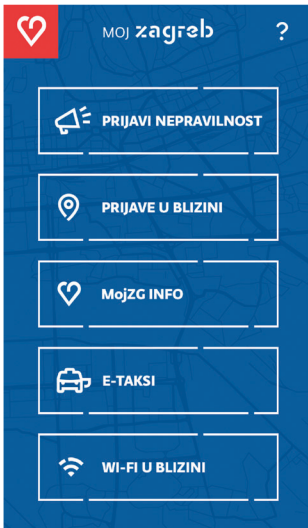 MOJ zagreb ?
PRIJAVI NEPRAVILNOST
PRIJAVE U BLIZINI
MojZG INFO
E-TAKSI
WI-FI U BLIZINI